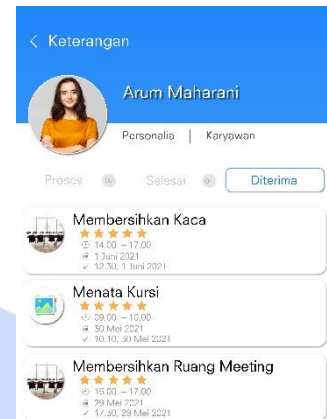 < Keterangan
Arum Maharani
Personalia | Karyawan
Proses Selesai Diterima
Membersihkan Kaca
14.00 – 17.00
1 Juni 2021
✓ 12.30, 1 Juni 2021
Menata Kursi
09.00 – 10.00
30 Mei 2021
✓ 10.10, 30 Mei 2021
Membersihkan Ruang Meeting
15.00 – 17.00
29 Mei 2021
✓ 17.30, 29 Mei 2021